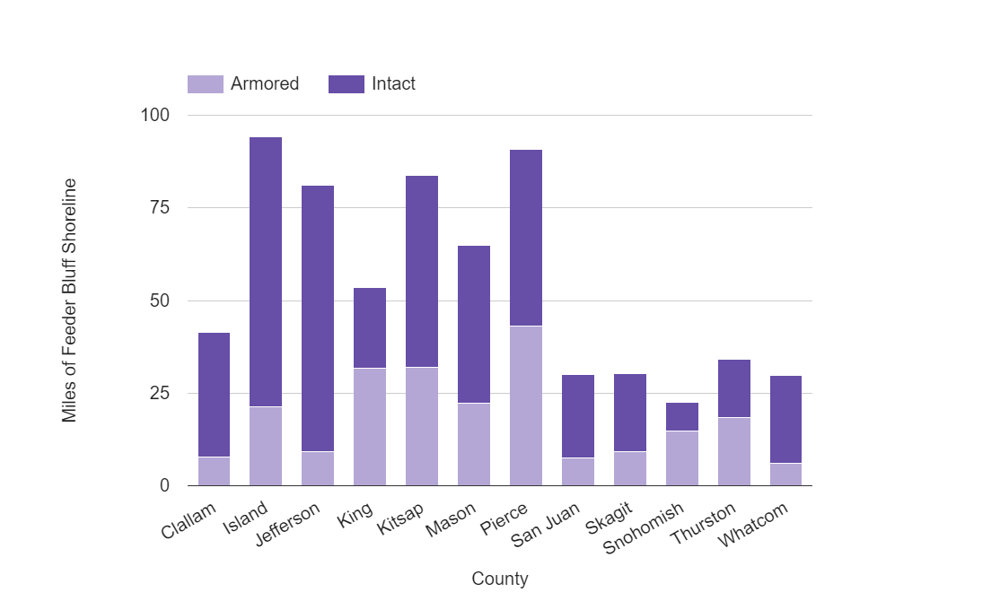 Armored Intact
100
75
50
25
0
Miles of Feeder Bluff Shoreline
Clallam Island Jefferson King Kitsap Mason Pierce San Juan Skagit Snohomish Thurston Whatcom
County